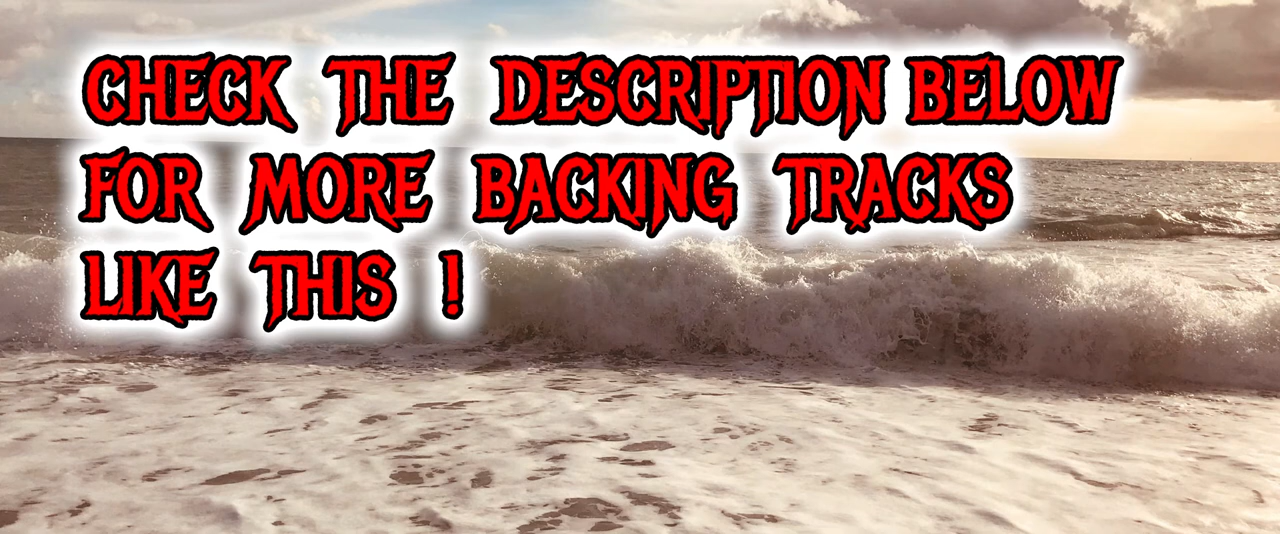 CHECK THE DESCRIPTION BELOW
FOR MORE BACKING TRACKS
LIKE THIS !